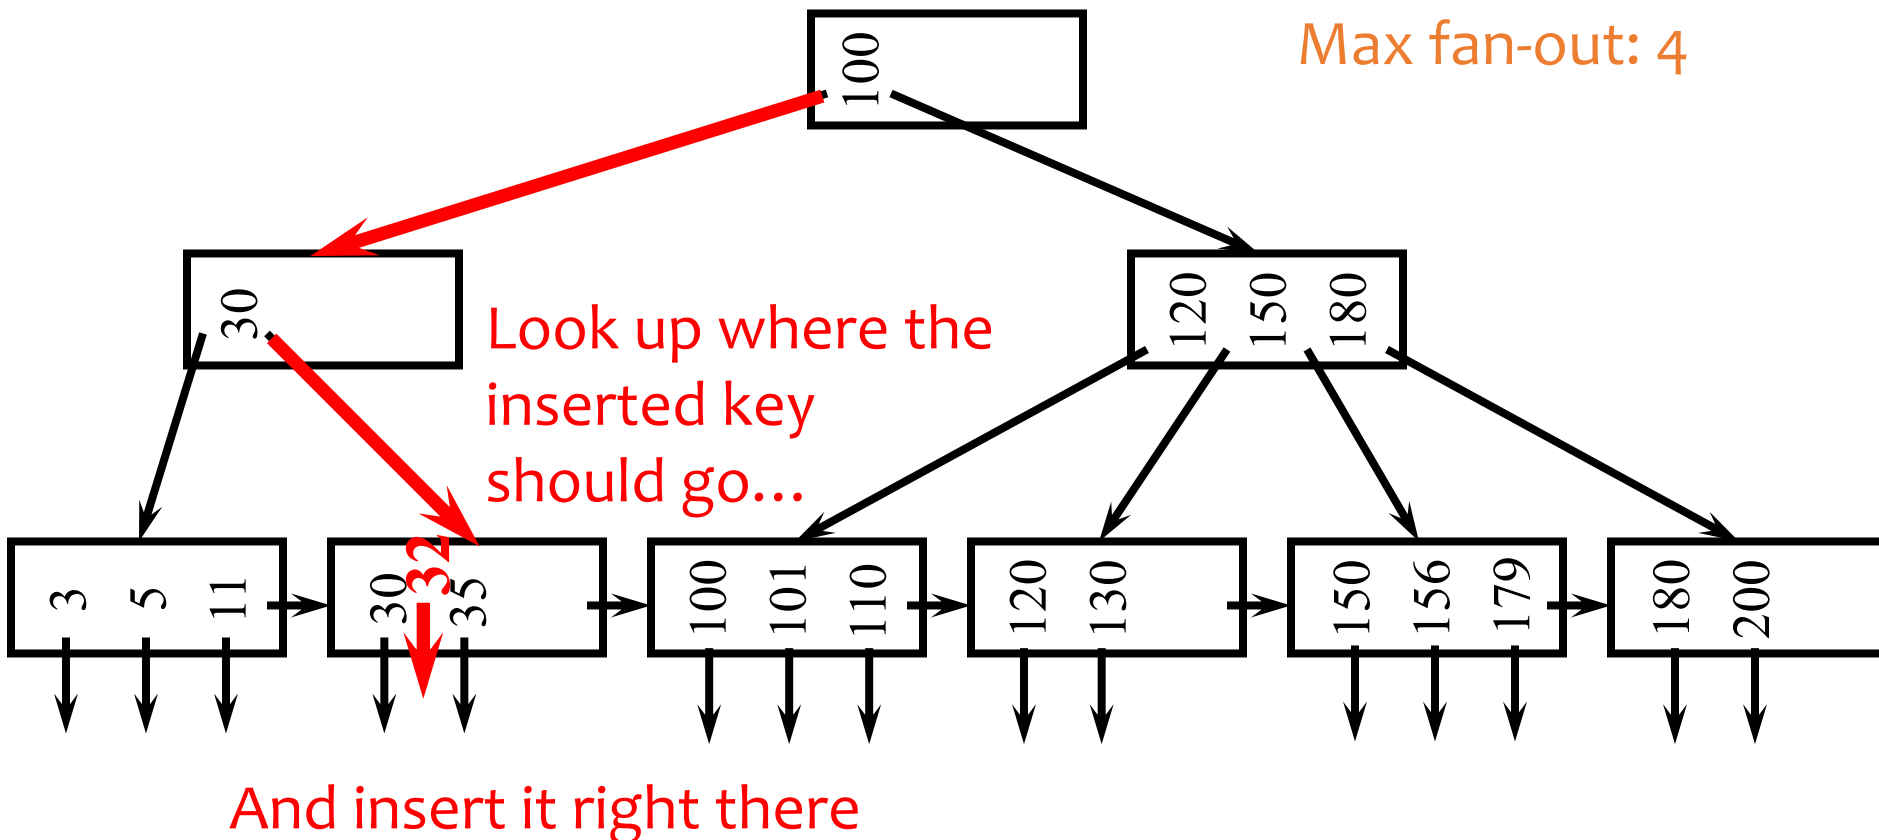 Max fan-out: 4
100
30
120 150 180
Look up where the
inserted key
should go...
3 5 11
30 32 35
100 101 110
120 130
150 156 179
180 200
And insert it right there